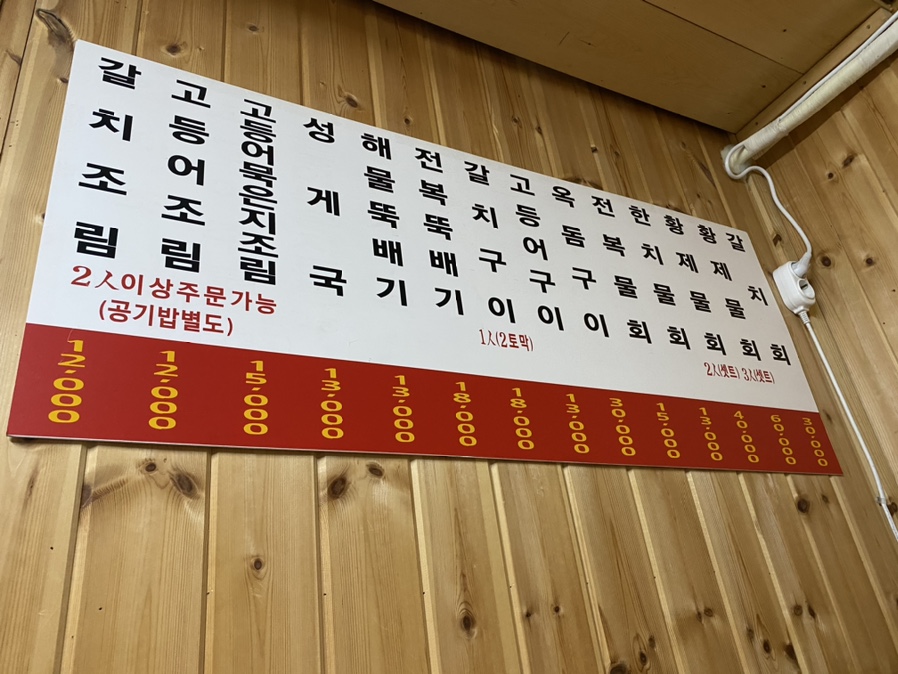 갈치조림
고등어조림
고등어묵은지조림
성게국
해물뚝배기
전복뚝배기
갈치구이
고등어구이
옥돔구이
전복물회
한치물회
황제물회
황제물회
갈치회
2人이상주문가능
(공기밥별도)
1人(2토막)
2人(셋트) 3人(셋트)
12,000
12,000
15,000
13,000
13,000
18,000
18,000
13,000
30,000
15,000
13,000
40,000
60,000
30,000